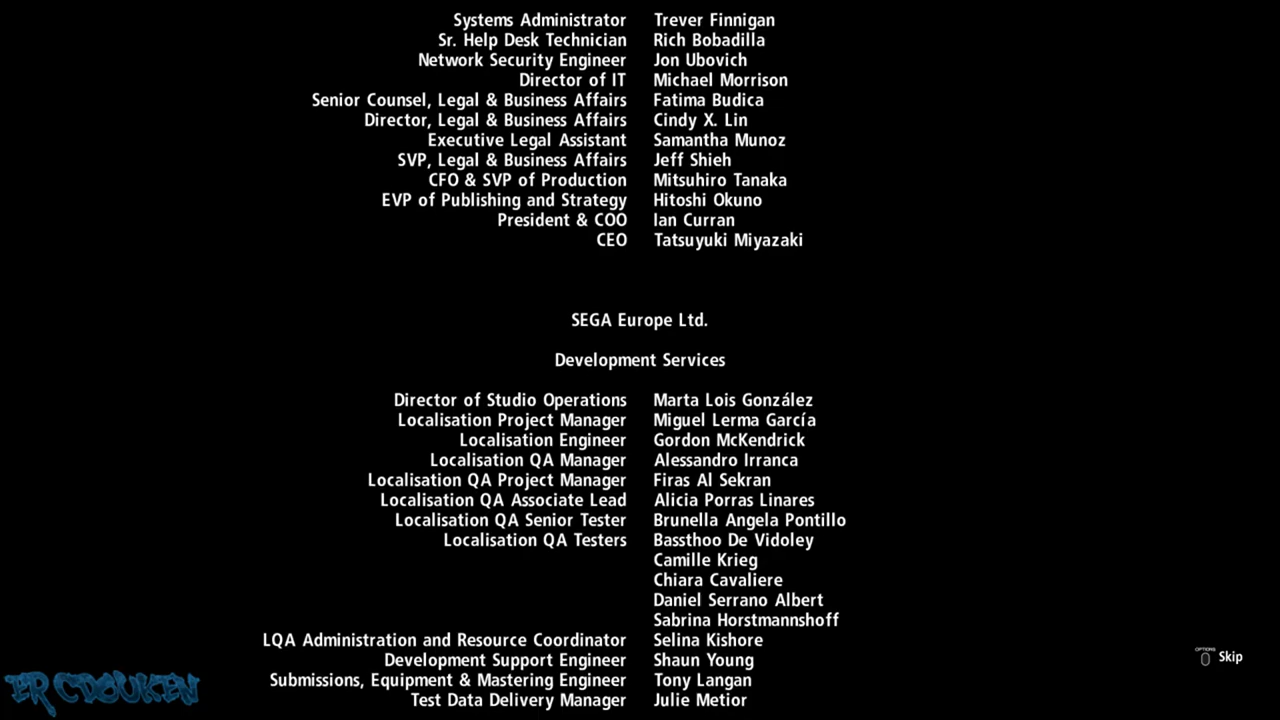 Systems Administrator Trever Finnigan
Sr. Help Desk Technician Rich Bobadilla
Network Security Engineer Jon Ubovich
Director of IT Michael Morrison
Senior Counsel, Legal & Business Affairs Fatima Budica
Director, Legal & Business Affairs Cindy X. Lin
Executive Legal Assistant Samantha Munoz
SVP, Legal & Business Affairs Jeff Shieh
CFO & SVP of Production Mitsuhiro Tanaka
EVP of Publishing and Strategy Hitoshi Okuno
President & COO Ian Curran
CEO Tatsuyuki Miyazaki
SEGA Europe Ltd.
Development Services
Director of Studio Operations Marta Lois González
Localisation Project Manager Miguel Lerma García
Localisation Engineer Gordon McKendrick
Localisation QA Manager Alessandro Irranca
Localisation QA Project Manager Firas Al Sekran
Localisation QA Associate Lead Alicia Porras Linares
Localisation QA Senior Tester Brunella Angela Pontillo
Localisation QA Testers Bassthoo De Vidoley
Camille Krieg
Chiara Cavaliere
Daniel Serrano Albert
Sabrina Horstmannshoff
LQA Administration and Resource Coordinator Selina Kishore
Development Support Engineer Shaun Young
Submissions, Equipment & Mastering Engineer Tony Langan
Test Data Delivery Manager Julie Metior
OPTIONS Skip
ER CDOUKEN